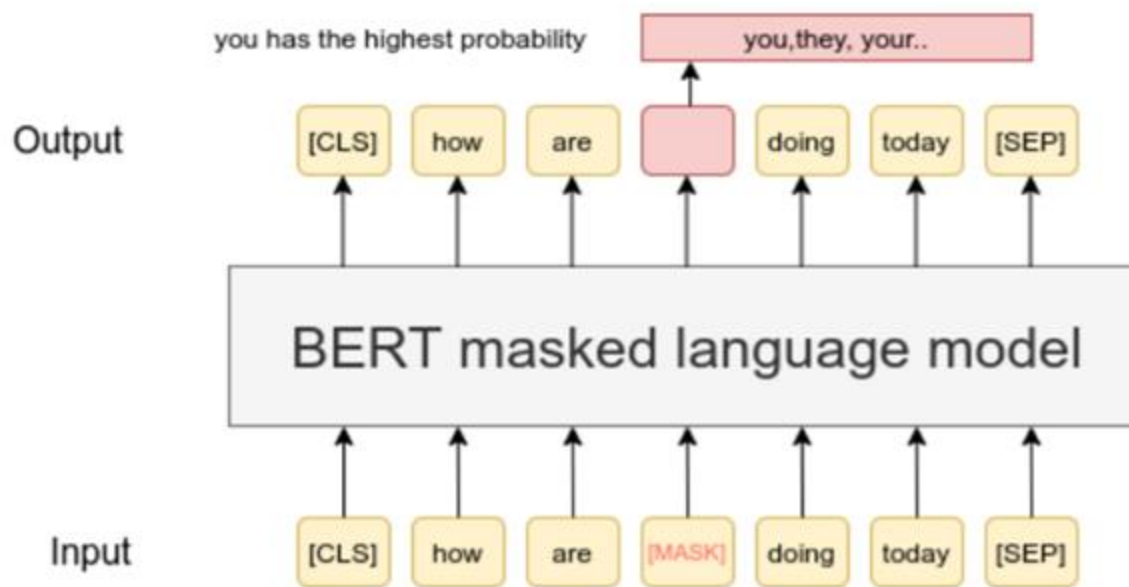 you has the highest probability you,they, your..
Output [CLS] how are doing today [SEP]
BERT masked language model
Input [CLS] how are [MASK] doing today [SEP]